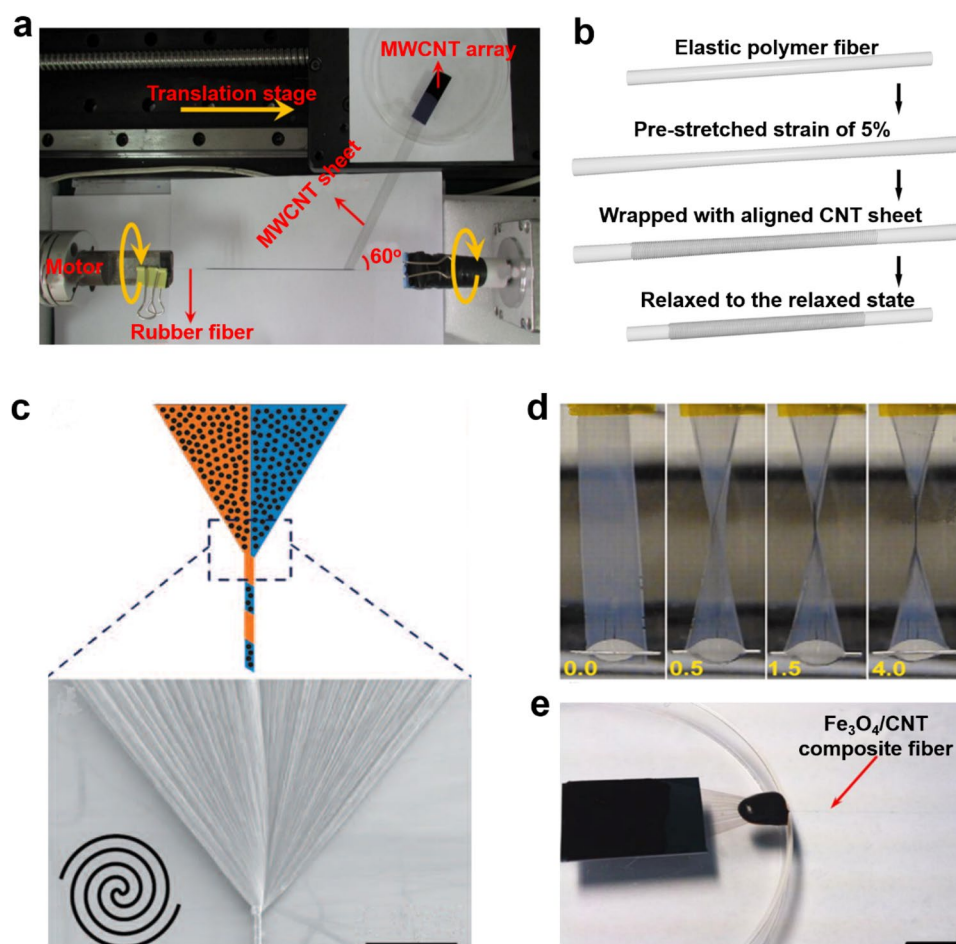 a
MWCNT array
Translation stage
MWCNT sheet
Motor
60º
Rubber fiber
b
Elastic polymer fiber
Pre-stretched strain of 5%
Wrapped with aligned CNT sheet
Relaxed to the relaxed state
c
d
0.0
0.5
1.5
4.0
e
Fe₃O₄/CNT
composite fiber